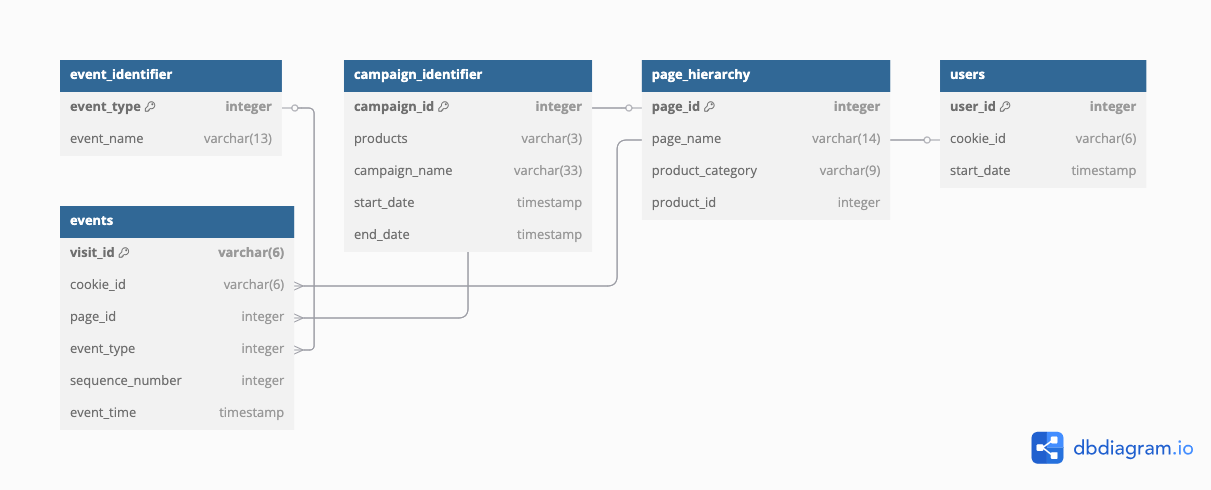 event_identifier
event_type integer
event_name varchar(13)
campaign_identifier
campaign_id integer
products varchar(3)
campaign_name varchar(33)
start_date timestamp
end_date timestamp
page_hierarchy
page_id integer
page_name varchar(14)
product_category varchar(9)
product_id integer
users
user_id integer
cookie_id varchar(6)
start_date timestamp
events
visit_id varchar(6)
cookie_id varchar(6)
page_id integer
event_type integer
sequence_number integer
event_time timestamp
dbdiagram.io